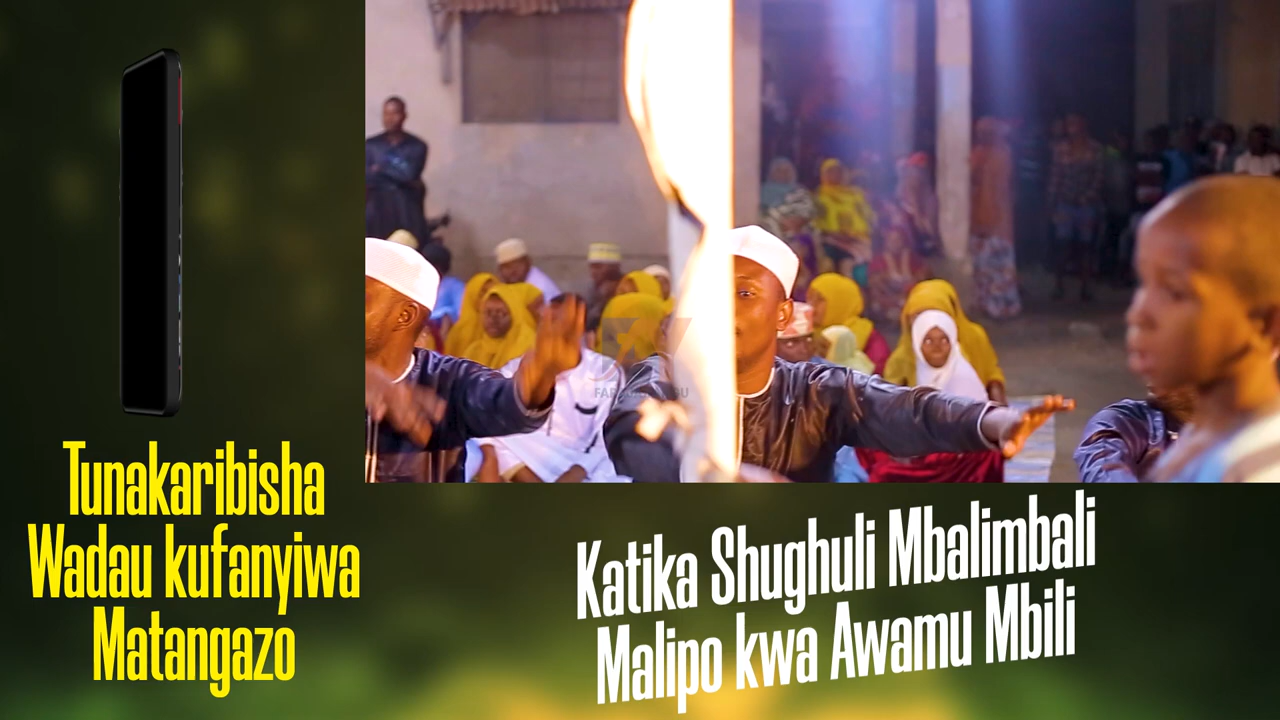 Tunakaribisha
Wadau kufanyiwa
Matangazo
Katika Shughuli Mbalimbali
Malipo kwa Awamu Mbili